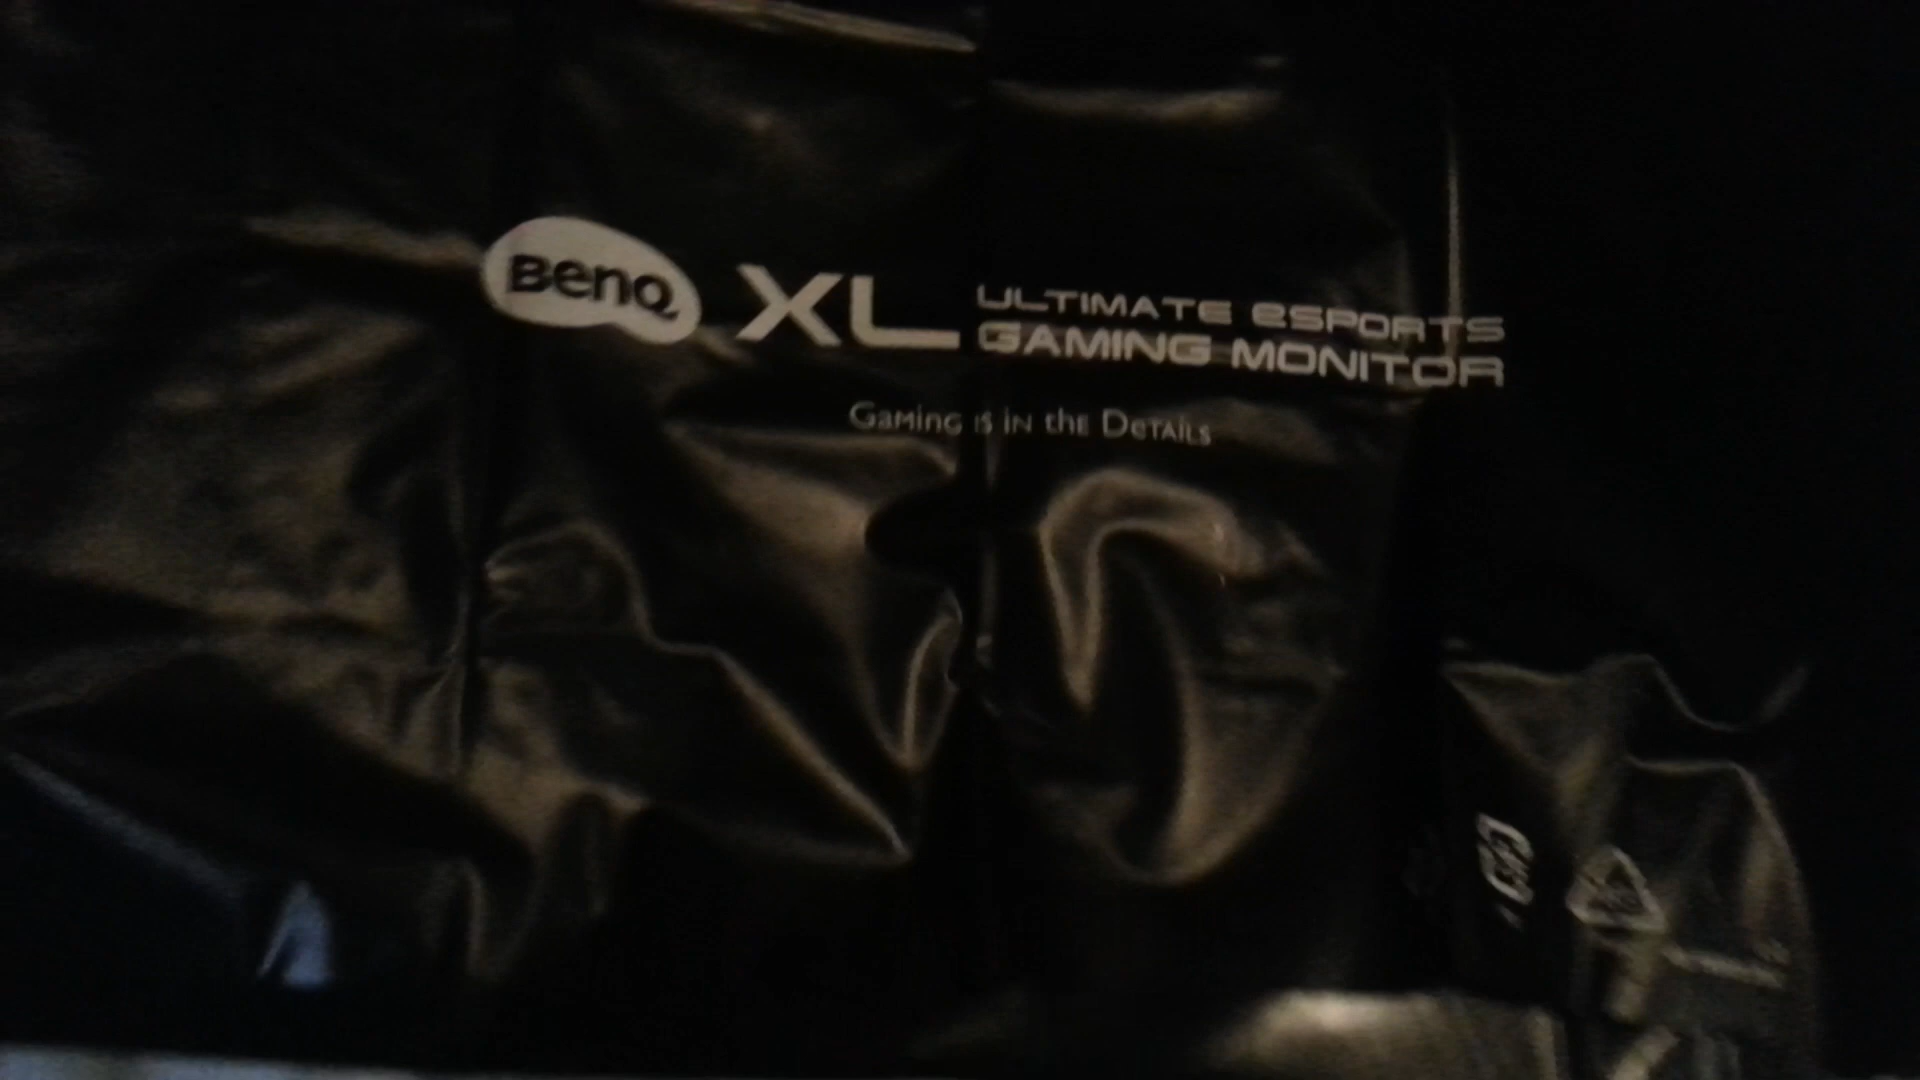 BenQ XL ULTIMATE eSPORTS
GAMING MONITOR
Gaming is in the Details